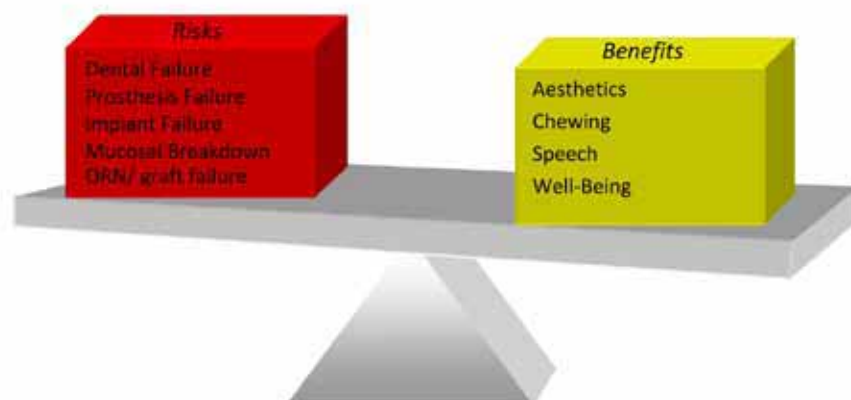 Risks
Dental Failure
Prosthesis Failure
Implant Failure
Mucosal Breakdown
ORN/ graft failure
Benefits
Aesthetics
Chewing
Speech
Well-Being